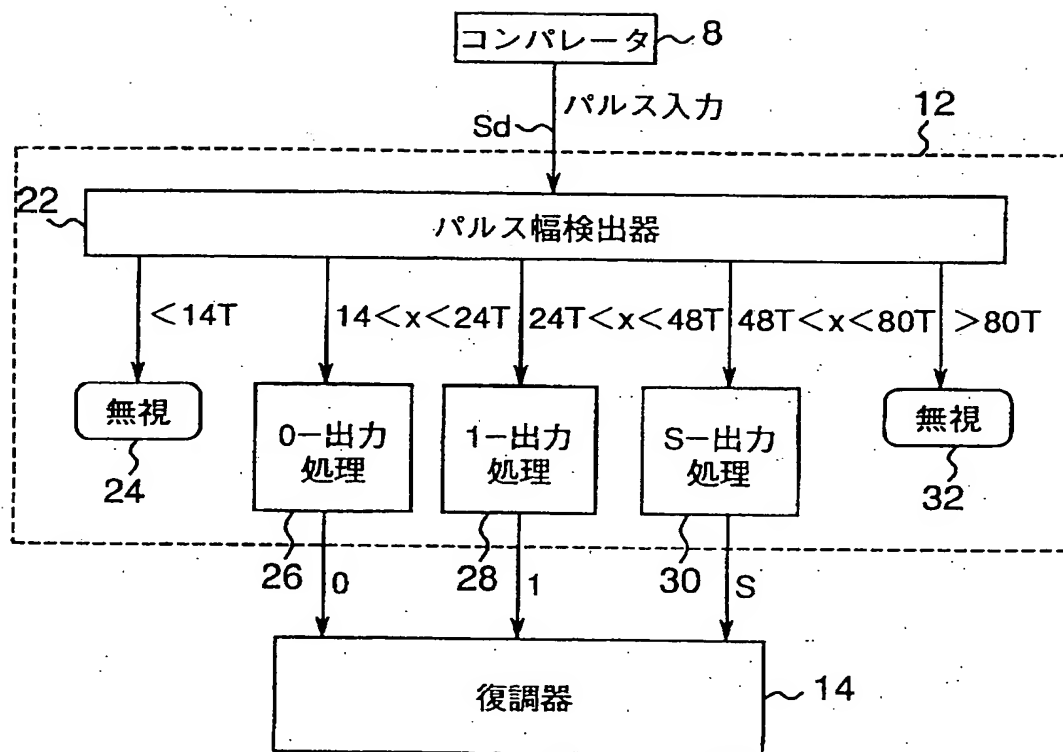 コンパレータ 8
パルス入力
Sd
12
22
パルス幅検出器
<14T
14<x<24T
24T<x<48T
48T<x<80T
>80T
無視
24
0-出力
処理
26
1-出力
処理
28
S-出力
処理
30
無視
32
0
1
S
復調器
14